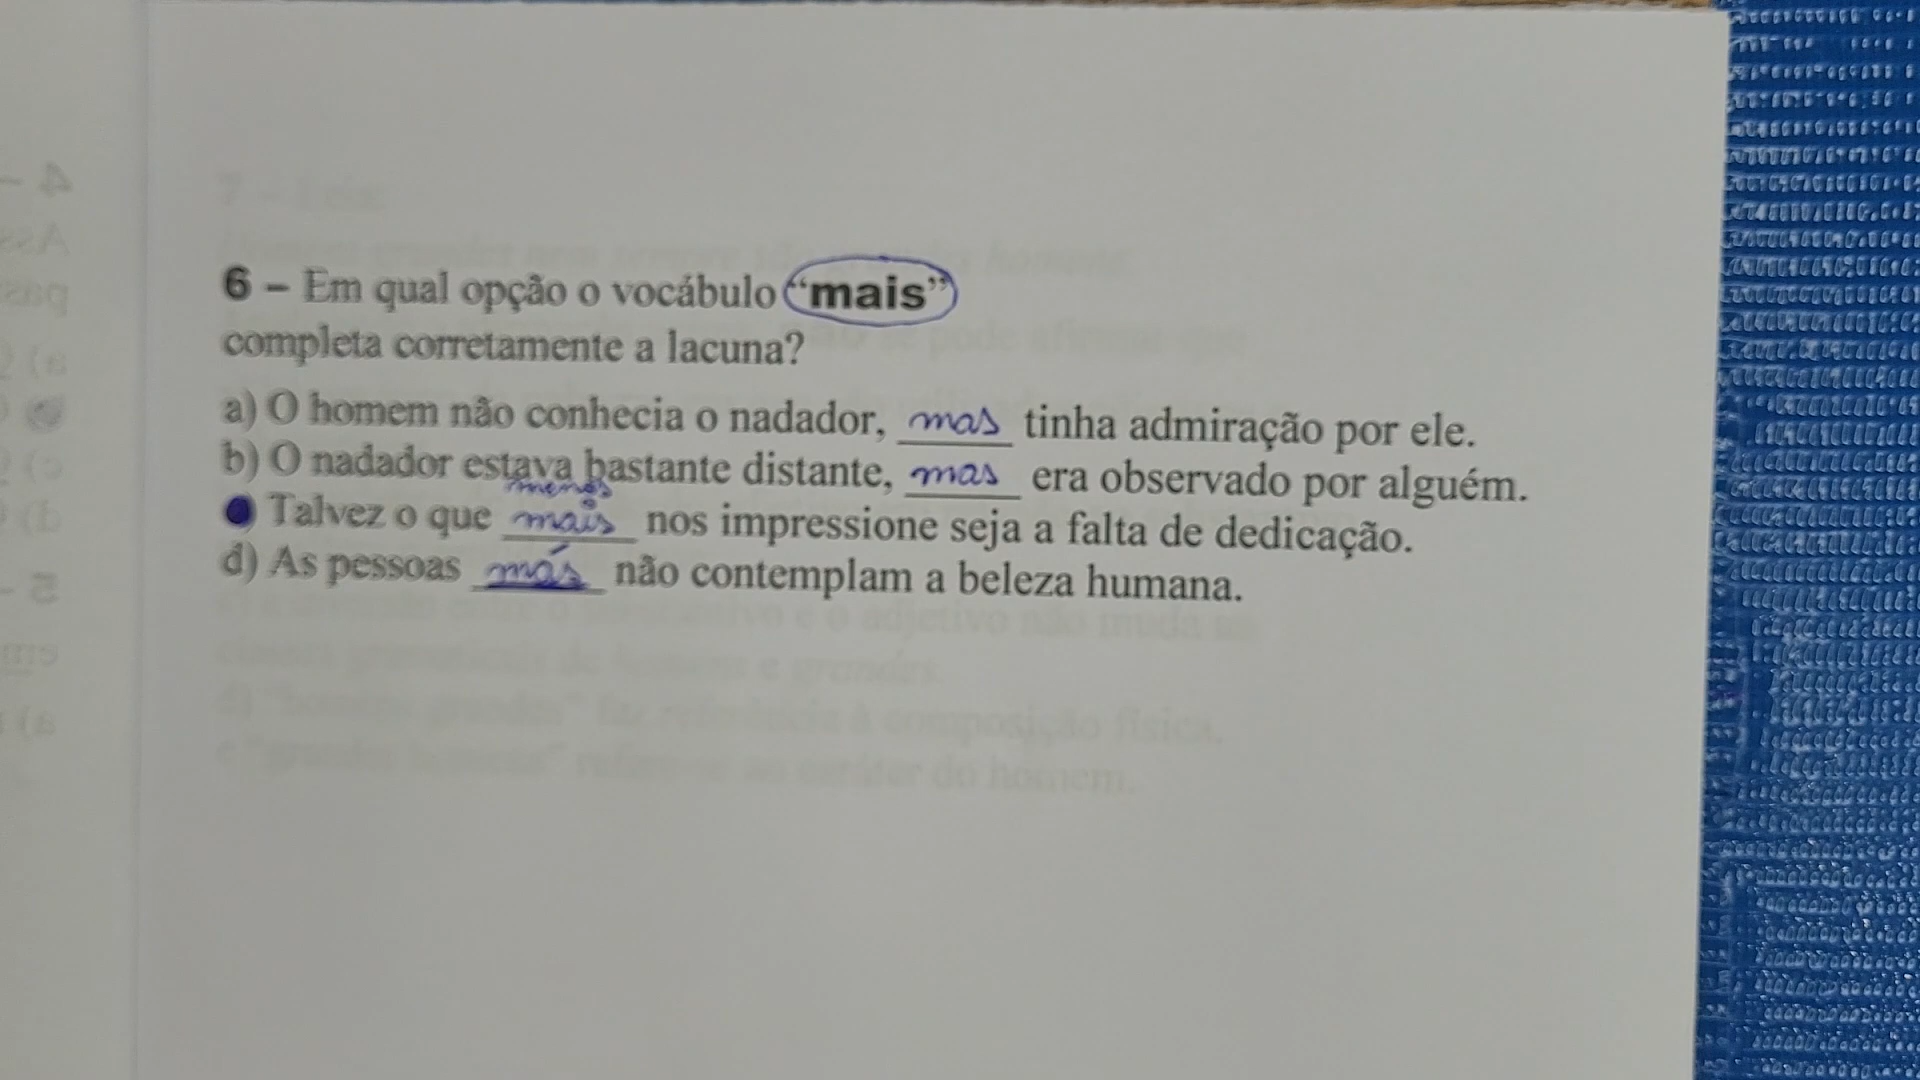 6 – Em qual opção o vocábulo “mais”
completa corretamente a lacuna?
a) O homem não conhecia o nadador, mas tinha admiração por ele.
b) O nadador estava bastante distante, mas era observado por alguém.
menos
Talvez o que mais nos impressione seja a falta de dedicação.
d) As pessoas más não contemplam a beleza humana.